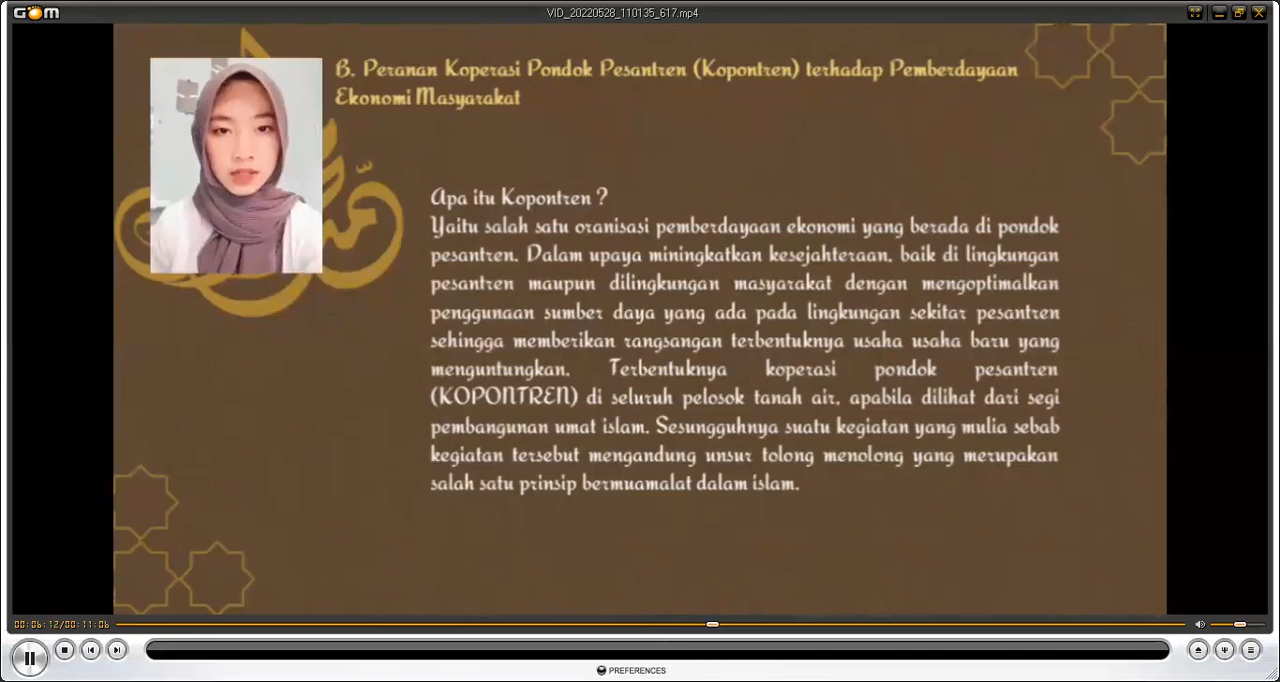 GOM
VID_20220528_110135_617.mp4
B. Peranan Koperasi Pondok Pesantren (Kopontren) terhadap Pemberdayaan
Ekonomi Masyarakat
Apa itu Kopontren ?
Yaitu salah satu oranisasi pemberdayaan ekonomi yang berada di pondok
pesantren. Dalam upaya miningkatkan kesejahteraan, baik di lingkungan
pesantren maupun dilingkungan masyarakat dengan mengoptimalkan
penggunaan sumber daya yang ada pada lingkungan sekitar pesantren
sehingga memberikan rangsangan terbentuknya usaha usaha baru yang
menguntungkan. Terbentuknya koperasi pondok pesantren
(KOPONTREN) di seluruh pelosok tanah air, apabila dilihat dari segi
pembangunan umat islam. Sesungguhnya suatu kegiatan yang mulia sebab
kegiatan tersebut mengandung unsur tolong menolong yang merupakan
salah satu prinsip bermuamalat dalam islam.
00:06:12/00:11:06
PREFERENCES